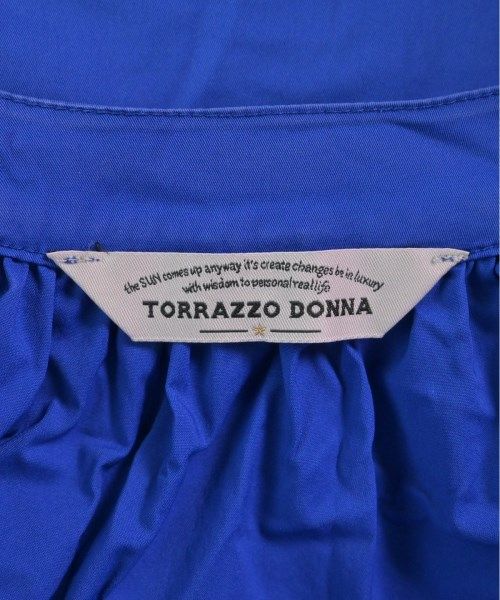 the SUN comes up anyway it's create changes be in luxury
with wisdom to personal real life
TORRAZZO DONNA